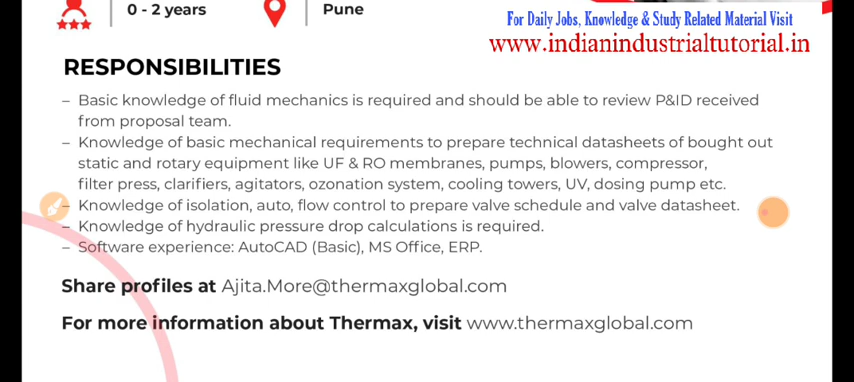 0 - 2 years
Pune
For Daily Jobs, Knowledge & Study Related Material Visit
www.indianindustrialtutorial.in
RESPONSIBILITIES
– Basic knowledge of fluid mechanics is required and should be able to review P&ID received
from proposal team.
– Knowledge of basic mechanical requirements to prepare technical datasheets of bought out
static and rotary equipment like UF & RO membranes, pumps, blowers, compressor,
filter press, clarifiers, agitators, ozonation system, cooling towers, UV, dosing pump etc.
– Knowledge of isolation, auto, flow control to prepare valve schedule and valve datasheet.
– Knowledge of hydraulic pressure drop calculations is required.
– Software experience: AutoCAD (Basic), MS Office, ERP.
Share profiles at Ajita.More@thermaxglobal.com
For more information about Thermax, visit www.thermaxglobal.com